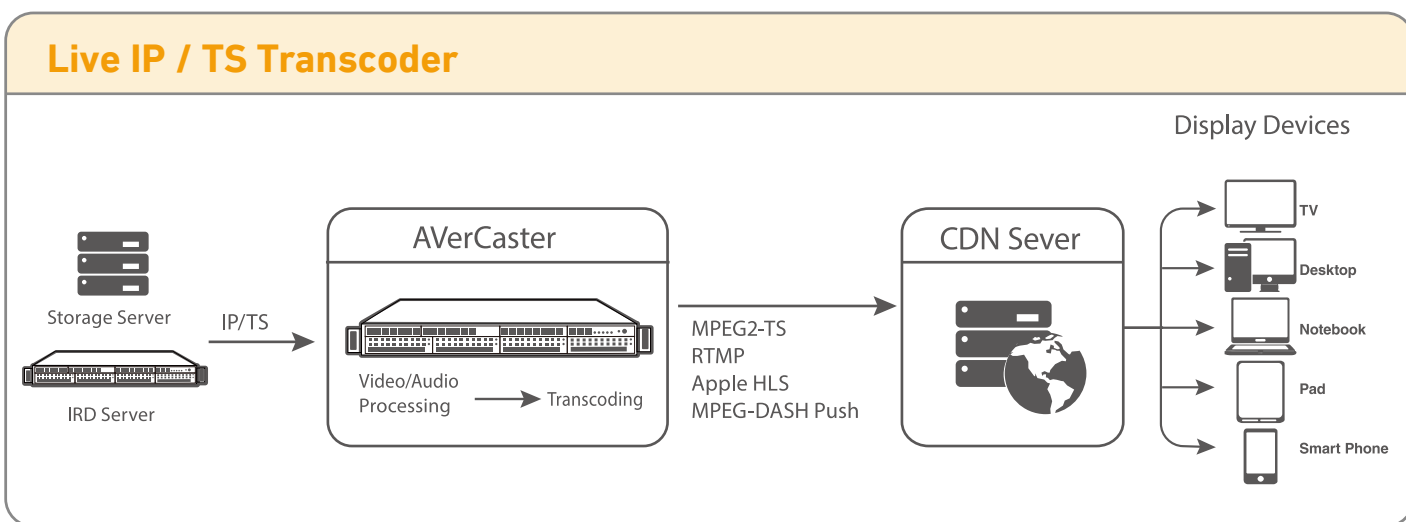 Live IP / TS Transcoder
Display Devices
Storage Server
IRD Server
IP/TS
AVerCaster
Video/Audio
Processing
Transcoding
MPEG2-TS
RTMP
Apple HLS
MPEG-DASH Push
CDN Sever
TV
Desktop
Notebook
Pad
Smart Phone